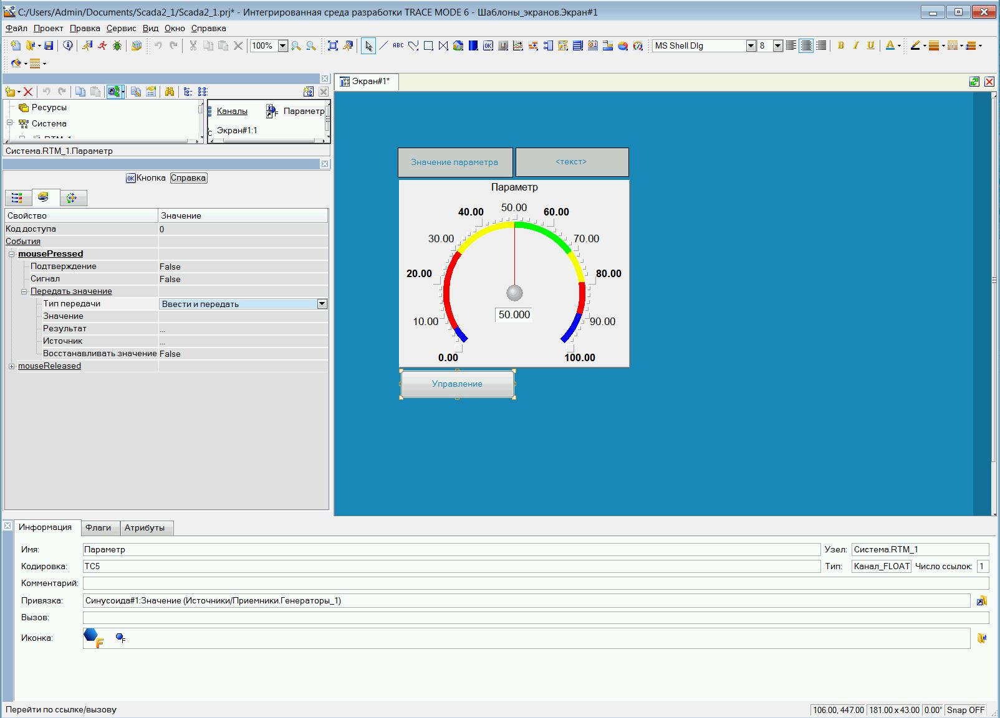 C:/Users/Admin/Documents/Scada2_1/Scada2_1.prj* - Интегрированная среда разработки TRACE MODE 6 - Шаблоны_экранов.Экран#1
Файл Проект Правка Сервис Вид Окно Справка
100% ABC OK MS Shell Dlg 8 B I U A
Экран#1*
Ресурсы
Система
Каналы Параметр
Экран#1:1
Система.RTM_1.Параметр
OK Кнопка Справка
Свойство Значение
Код доступа 0
События
mousePressed
Подтверждение False
Сигнал False
Передать значение
Тип передачи Ввести и передать
Значение
Результат ...
Источник ...
Восстанавливать значение False
mouseReleased
Значение параметра <текст>
Параметр
50.00
40.00 60.00
30.00 70.00
20.00 80.00
50.000
10.00 90.00
0.00 100.00
Управление
Информация Флаги Атрибуты
Имя: Параметр Узел: Система.RTM_1
Кодировка: TC5 Тип: Канал_FLOAT Число ссылок: 1
Комментарий:
Привязка: Синусоида#1:Значение (Источники/Приемники.Генераторы_1)
Вызов:
Иконка: F F
Перейти по ссылке/вызову 106.00, 447.00 181.00 x 43.00 0.00° Snap OFF